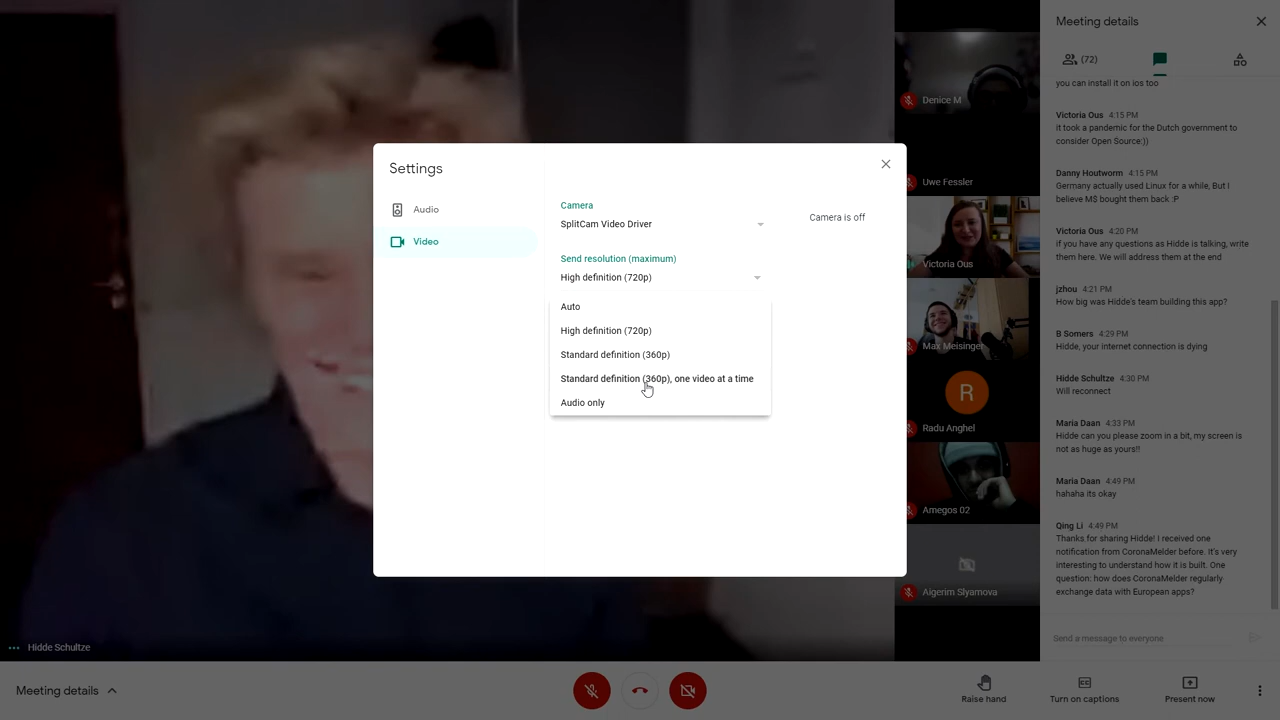 Meeting details
(72)
you can install it on ios too
Victoria Ous 4:15 PM
it took a pandemic for the Dutch government to
consider Open Source:))
Danny Houtworm 4:15 PM
Germany actually used Linux for a while, But I
believe M$ bought them back :P
Victoria Ous 4:20 PM
if you have any questions as Hidde is talking, write
them here. We will address them at the end
jzhou 4:21 PM
How big was Hidde's team building this app?
B Somers 4:29 PM
Hidde, your internet connection is dying
Hidde Schultze 4:30 PM
Will reconnect
Maria Daan 4:33 PM
Hidde can you please zoom in a bit, my screen is
not as huge as yours!!
Maria Daan 4:49 PM
hahaha its okay
Qing Li 4:49 PM
Thanks for sharing Hidde! I received one
notification from CoronaMelder before. It's very
interesting to understand how it is built. One
question: how does CoronaMelder regularly
exchange data with European apps?
Send a message to everyone
Denice M
Uwe Fessler
Victoria Ous
Max Meisinger
R
Radu Anghel
Amegos 02
Aigerim Slyamova
Settings
Audio
Video
Camera
SplitCam Video Driver
Camera is off
Send resolution (maximum)
High definition (720p)
Auto
High definition (720p)
Standard definition (360p)
Standard definition (360p), one video at a time
Audio only
Hidde Schultze
Meeting details
Raise hand
CC
Turn on captions
Present now